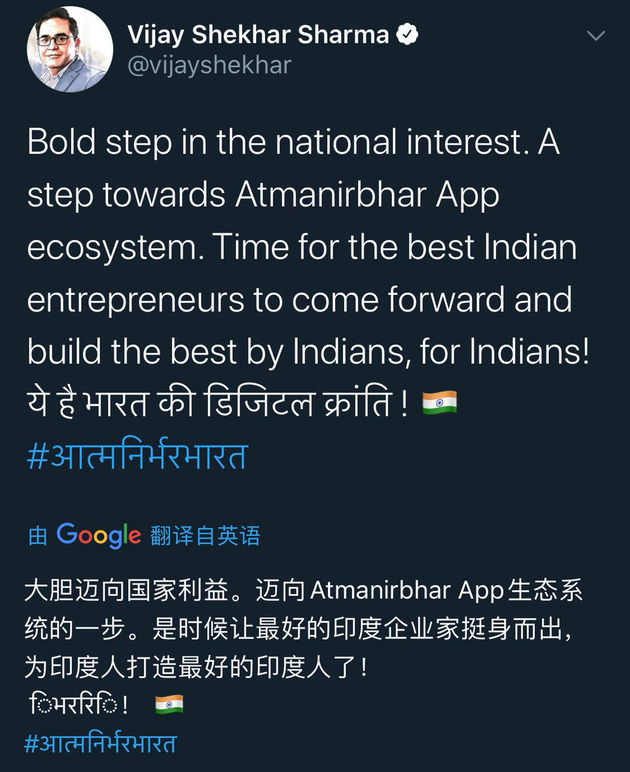 Vijay Shekhar Sharma
@vijayshekhar
Bold step in the national interest. A
step towards Atmanirbhar App
ecosystem. Time for the best Indian
entrepreneurs to come forward and
build the best by Indians, for Indians!
ये है भारत की डिजिटल क्रांति ! 🇮🇳
#आत्मनिर्भरभारत
由 Google 翻译自英语
大胆迈向国家利益。迈向Atmanirbhar App生态系
统的一步。是时候让最好的印度企业家挺身而出，
为印度人打造最好的印度人了！
! 🇮🇳
#आत्मनिर्भरभारत